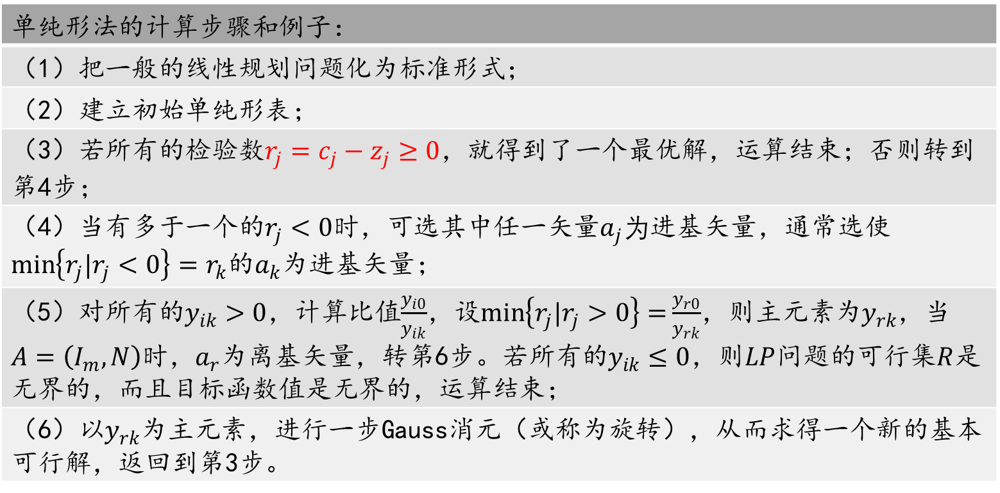 单纯形法的计算步骤和例子：
（1）把一般的线性规划问题化为标准形式；
（2）建立初始单纯形表；
（3）若所有的检验数$r_j = c_j - z_j \geq 0$，就得到了一个最优解，运算结束；否则转到
第4步；
（4）当有多于一个的$r_j < 0$时，可选其中任一矢量$a_j$为进基矢量，通常选使
$\min\{r_j | r_j < 0\} = r_k$的$a_k$为进基矢量；
（5）对所有的$y_{ik} > 0$，计算比值$\frac{y_{i0}}{y_{ik}}$，设$\min\{r_j | r_j > 0\} = \frac{y_{r0}}{y_{rk}}$，则主元素为$y_{rk}$，当
$A = (I_m, N)$时，$a_r$为离基矢量，转第6步。若所有的$y_{ik} \leq 0$，则$LP$问题的可行集$R$是
无界的，而且目标函数值是无界的，运算结束；
（6）以$y_{rk}$为主元素，进行一步Gauss消元（或称为旋转），从而求得一个新的基本
可行解，返回到第3步。